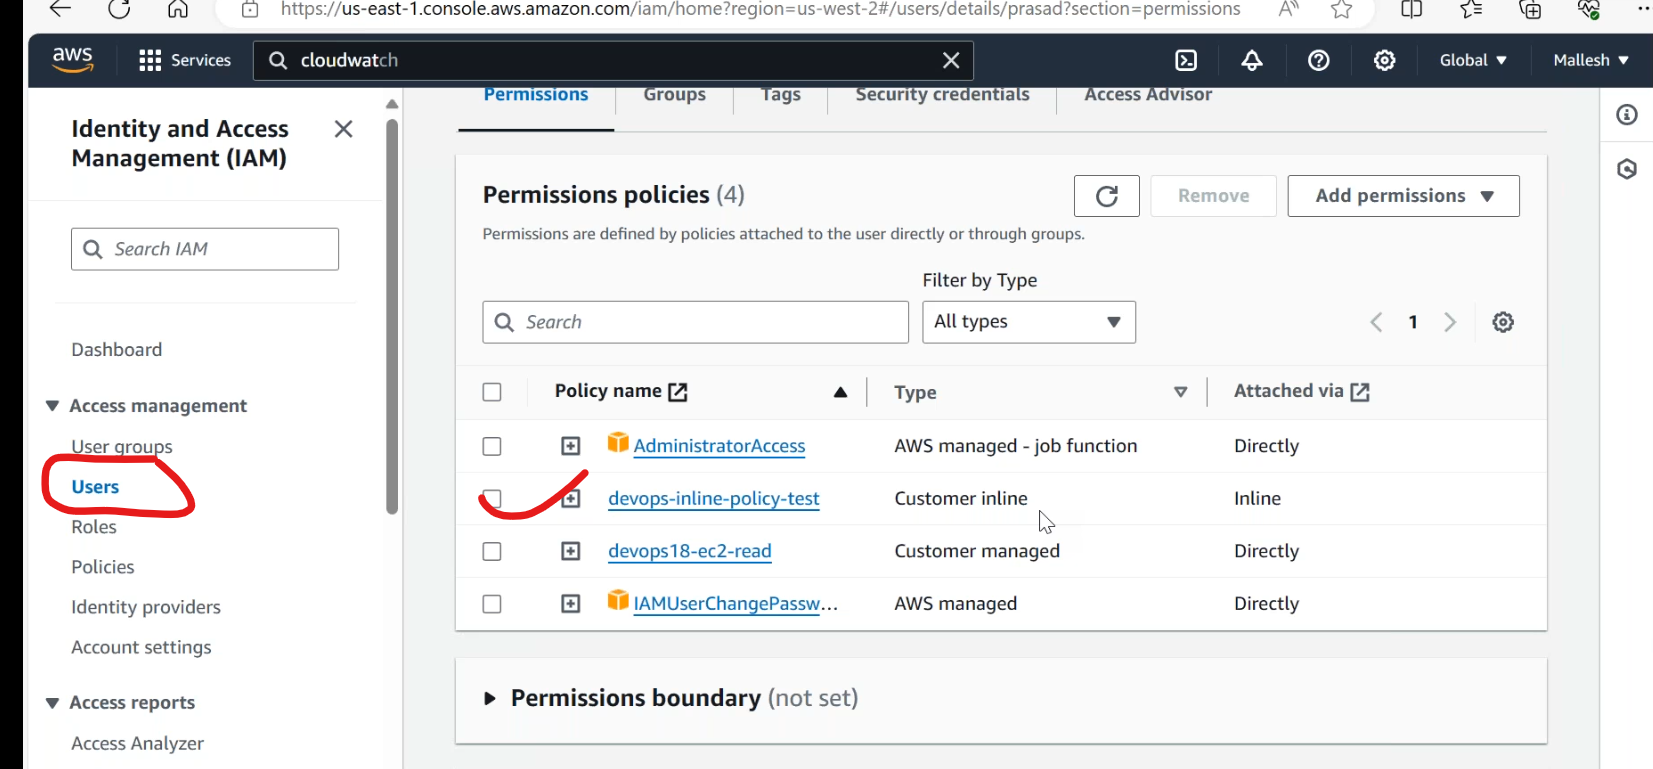 https://us-east-1.console.aws.amazon.com/iam/home?region=us-west-2#/users/details/prasad?section=permissions
aws
Services
cloudwatch
Global
Mallesh
Identity and Access
Management (IAM)
Search IAM
Dashboard
Access management
User groups
Users
Roles
Policies
Identity providers
Account settings
Access reports
Access Analyzer
Permissions Groups Tags Security credentials Access Advisor
Permissions policies (4)
Remove
Add permissions
Permissions are defined by policies attached to the user directly or through groups.
Filter by Type
Search
All types
1
Policy name Type Attached via
AdministratorAccess AWS managed - job function Directly
devops-inline-policy-test Customer inline Inline
devops18-ec2-read Customer managed Directly
IAMUserChangePassw... AWS managed Directly
Permissions boundary (not set)